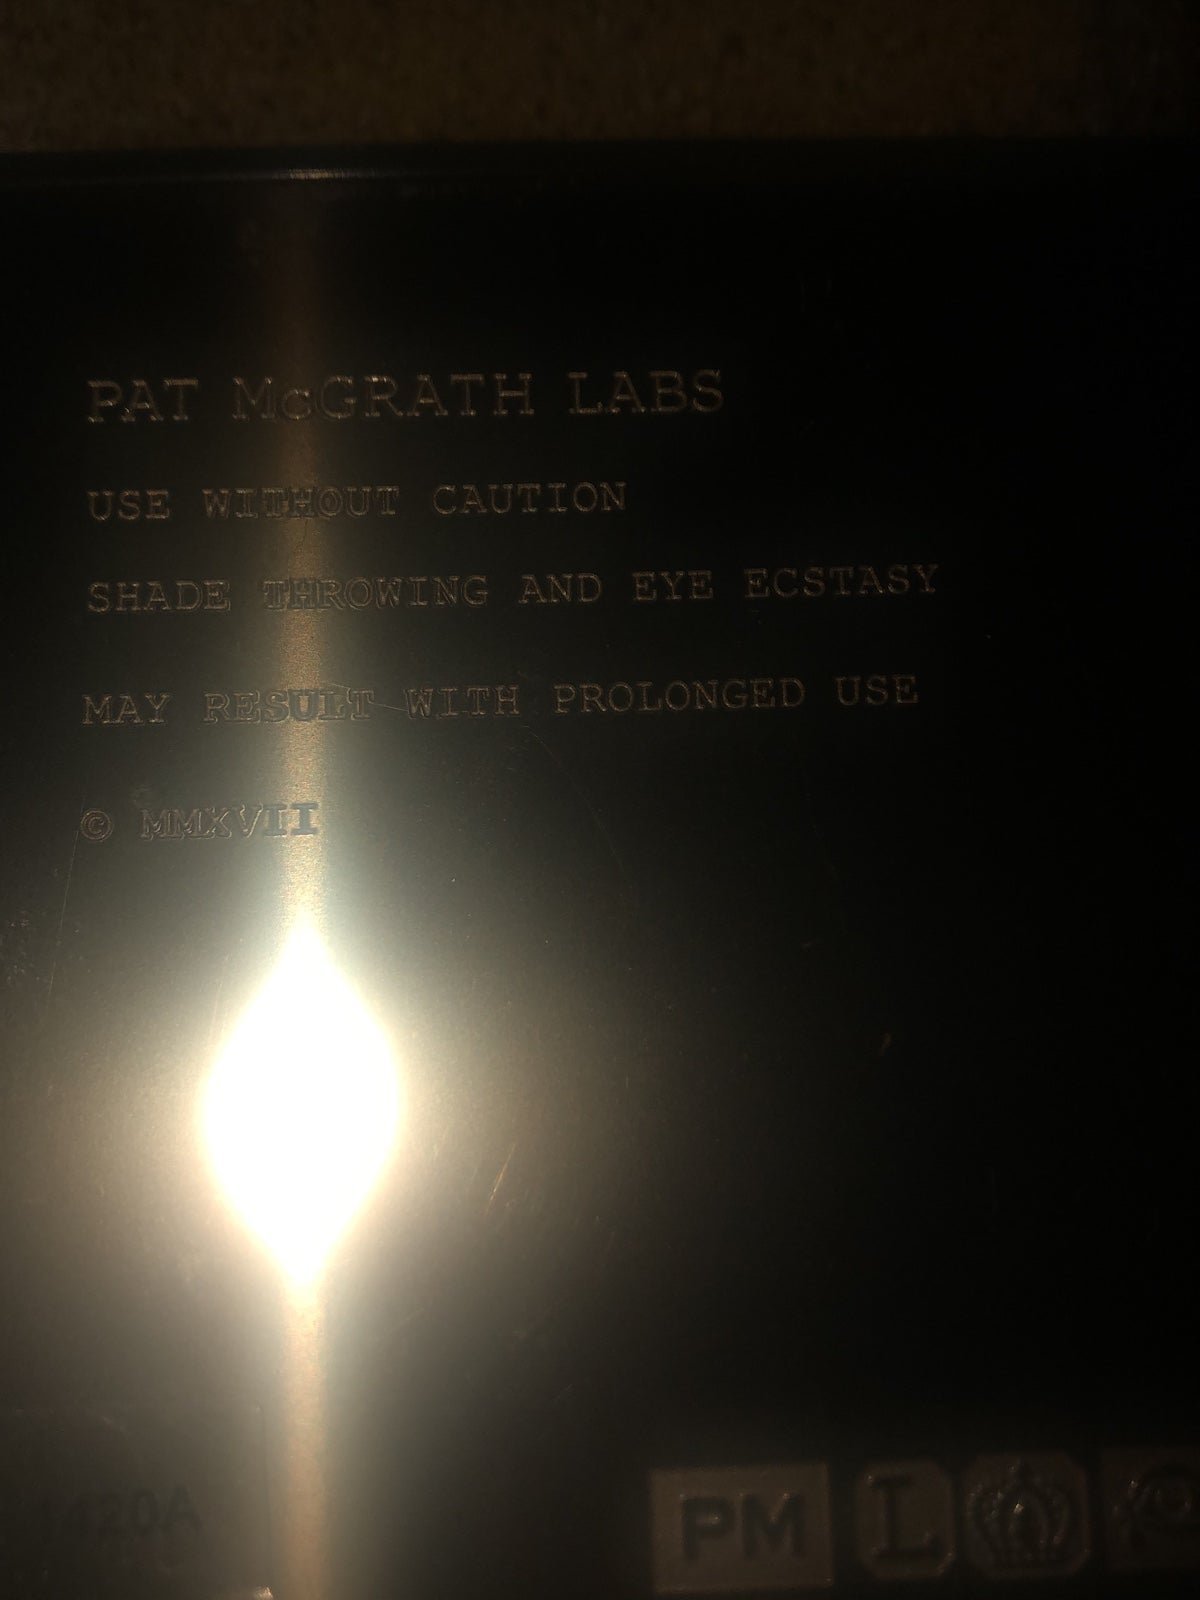 PAT McGRATH LABS
USE WITHOUT CAUTION
SHADE THROWING AND EYE ECSTASY
MAY RESULT WITH PROLONGED USE
© MMXVII
PM L